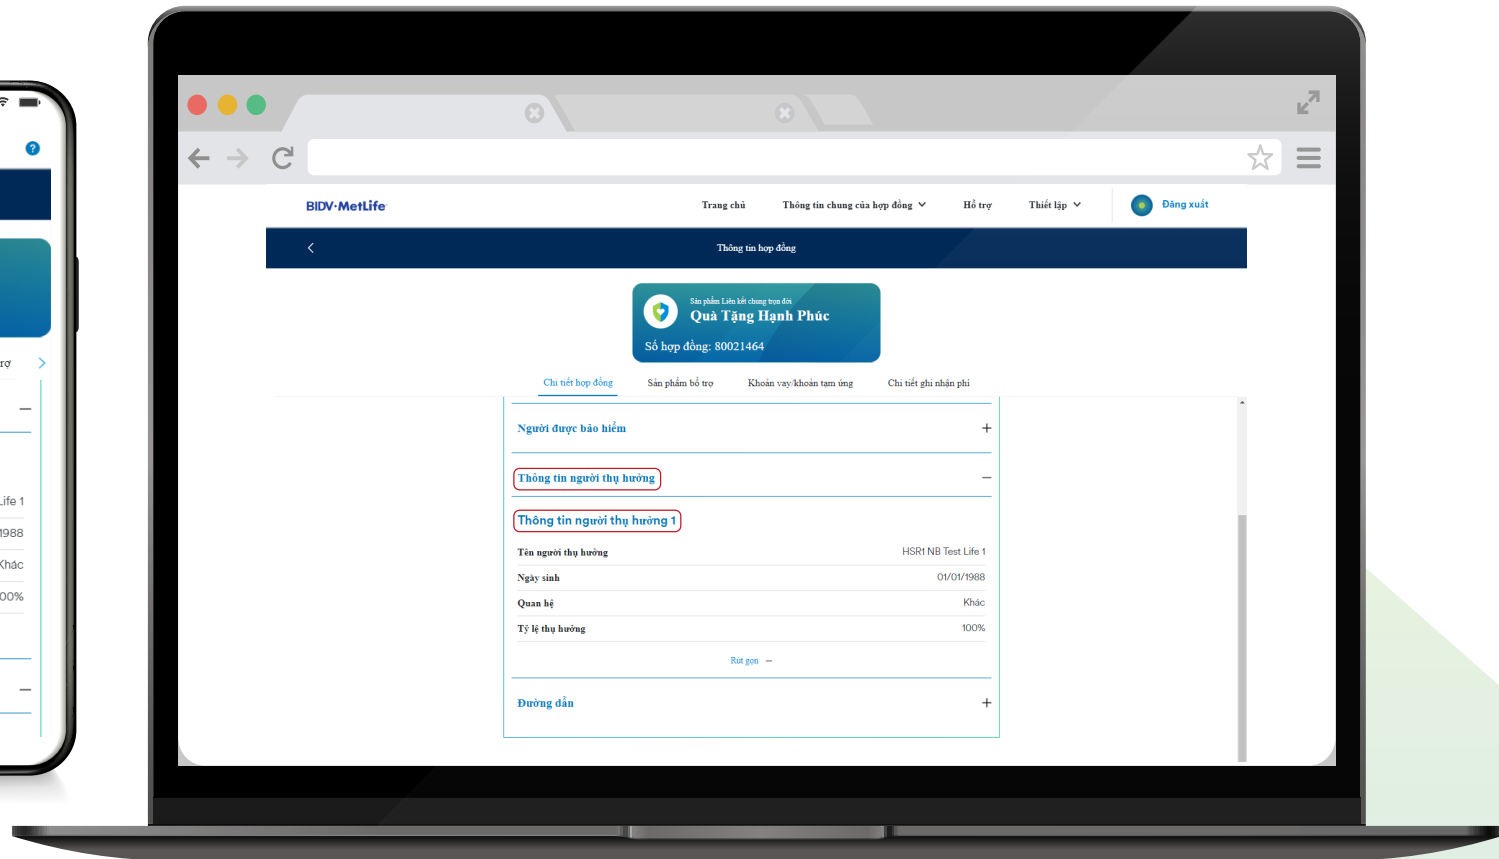 ?
rợ
Life 1
1988
Khác
00%
BIDV·MetLife
Trang chủ
Thông tin chung của hợp đồng
Hỗ trợ
Thiết lập
Đăng xuất
Thông tin hợp đồng
Sản phẩm Liên kết chung trọn đời
Quà Tặng Hạnh Phúc
Số hợp đồng: 80021464
Chi tiết hợp đồng
Sản phẩm bổ trợ
Khoản vay/khoản tạm ứng
Chi tiết ghi nhận phí
Người được bảo hiểm
Thông tin người thụ hưởng
Thông tin người thụ hưởng 1
Tên người thụ hưởng HSR1 NB Test Life 1
Ngày sinh 01/01/1988
Quan hệ Khác
Tỷ lệ thụ hưởng 100%
Rút gọn
Đường dẫn